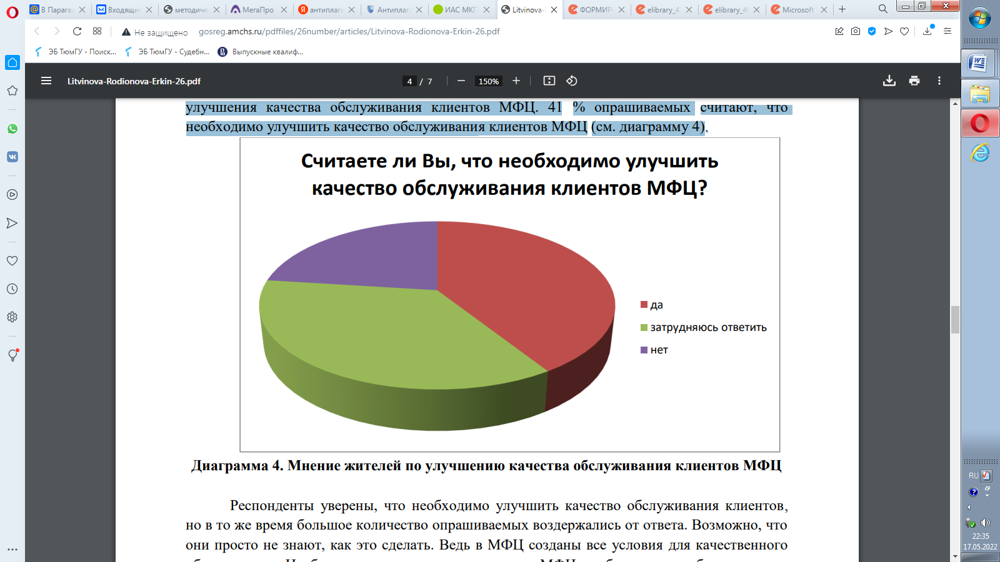 В Парагва
Входящие
методиче
МегаПро
антиплаги
Антиплаги
ИАС МКГ
Litvinova-
ФОРМИР
elibrary_4
elibrary_4
Microsoft
Не защищено
gosreg.amchs.ru/pdffiles/26number/articles/Litvinova-Rodionova-Erkin-26.pdf
ЭБ ТюмГУ - Поиск...
ЭБ ТюмГУ - Судебн...
Выпускные квалиф...
Litvinova-Rodionova-Erkin-26.pdf
4 / 7
150%
улучшения качества обслуживания клиентов МФЦ. 41 % опрашиваемых считают, что
необходимо улучшить качество обслуживания клиентов МФЦ (см. диаграмму 4).
Считаете ли Вы, что необходимо улучшить
качество обслуживания клиентов МФЦ?
да
затрудняюсь ответить
нет
Диаграмма 4. Мнение жителей по улучшению качества обслуживания клиентов МФЦ
Респонденты уверены, что необходимо улучшить качество обслуживания клиентов,
но в то же время большое количество опрашиваемых воздержались от ответа. Возможно, что
они просто не знают, как это сделать. Ведь в МФЦ созданы все условия для качественного
RU
22:35
17.05.2022